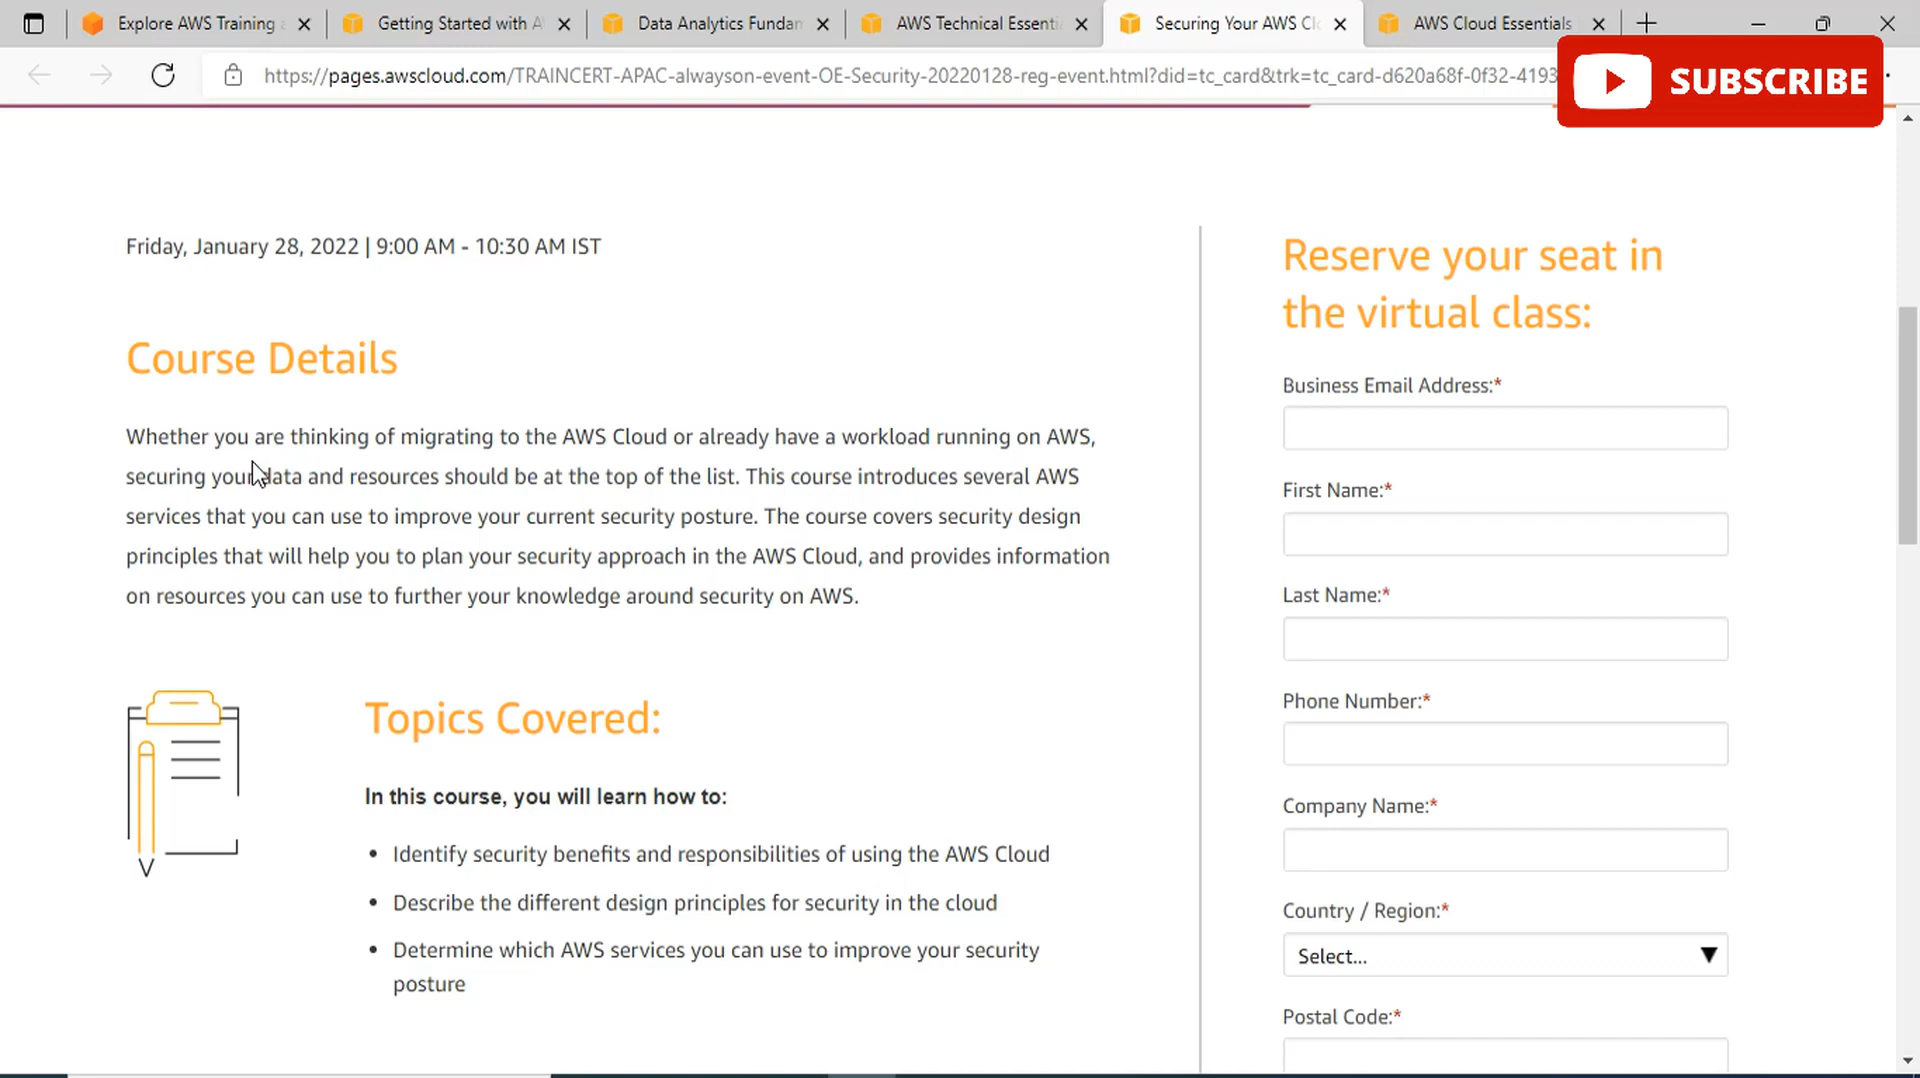 Explore AWS Training
Getting Started with A
Data Analytics Fundam
AWS Technical Essenti
Securing Your AWS Cl
AWS Cloud Essentials
https://pages.awscloud.com/TRAINCERT-APAC-alwayson-event-OE-Security-20220128-reg-event.html?did=tc_card&trk=tc_card-d620a68f-0f32-4193
SUBSCRIBE
Friday, January 28, 2022 | 9:00 AM - 10:30 AM IST
Course Details
Whether you are thinking of migrating to the AWS Cloud or already have a workload running on AWS,
securing your data and resources should be at the top of the list. This course introduces several AWS
services that you can use to improve your current security posture. The course covers security design
principles that will help you to plan your security approach in the AWS Cloud, and provides information
on resources you can use to further your knowledge around security on AWS.
Topics Covered:
In this course, you will learn how to:
• Identify security benefits and responsibilities of using the AWS Cloud
• Describe the different design principles for security in the cloud
• Determine which AWS services you can use to improve your security
posture
Reserve your seat in
the virtual class:
Business Email Address:*
First Name:*
Last Name:*
Phone Number:*
Company Name:*
Country / Region:*
Select...
Postal Code:*